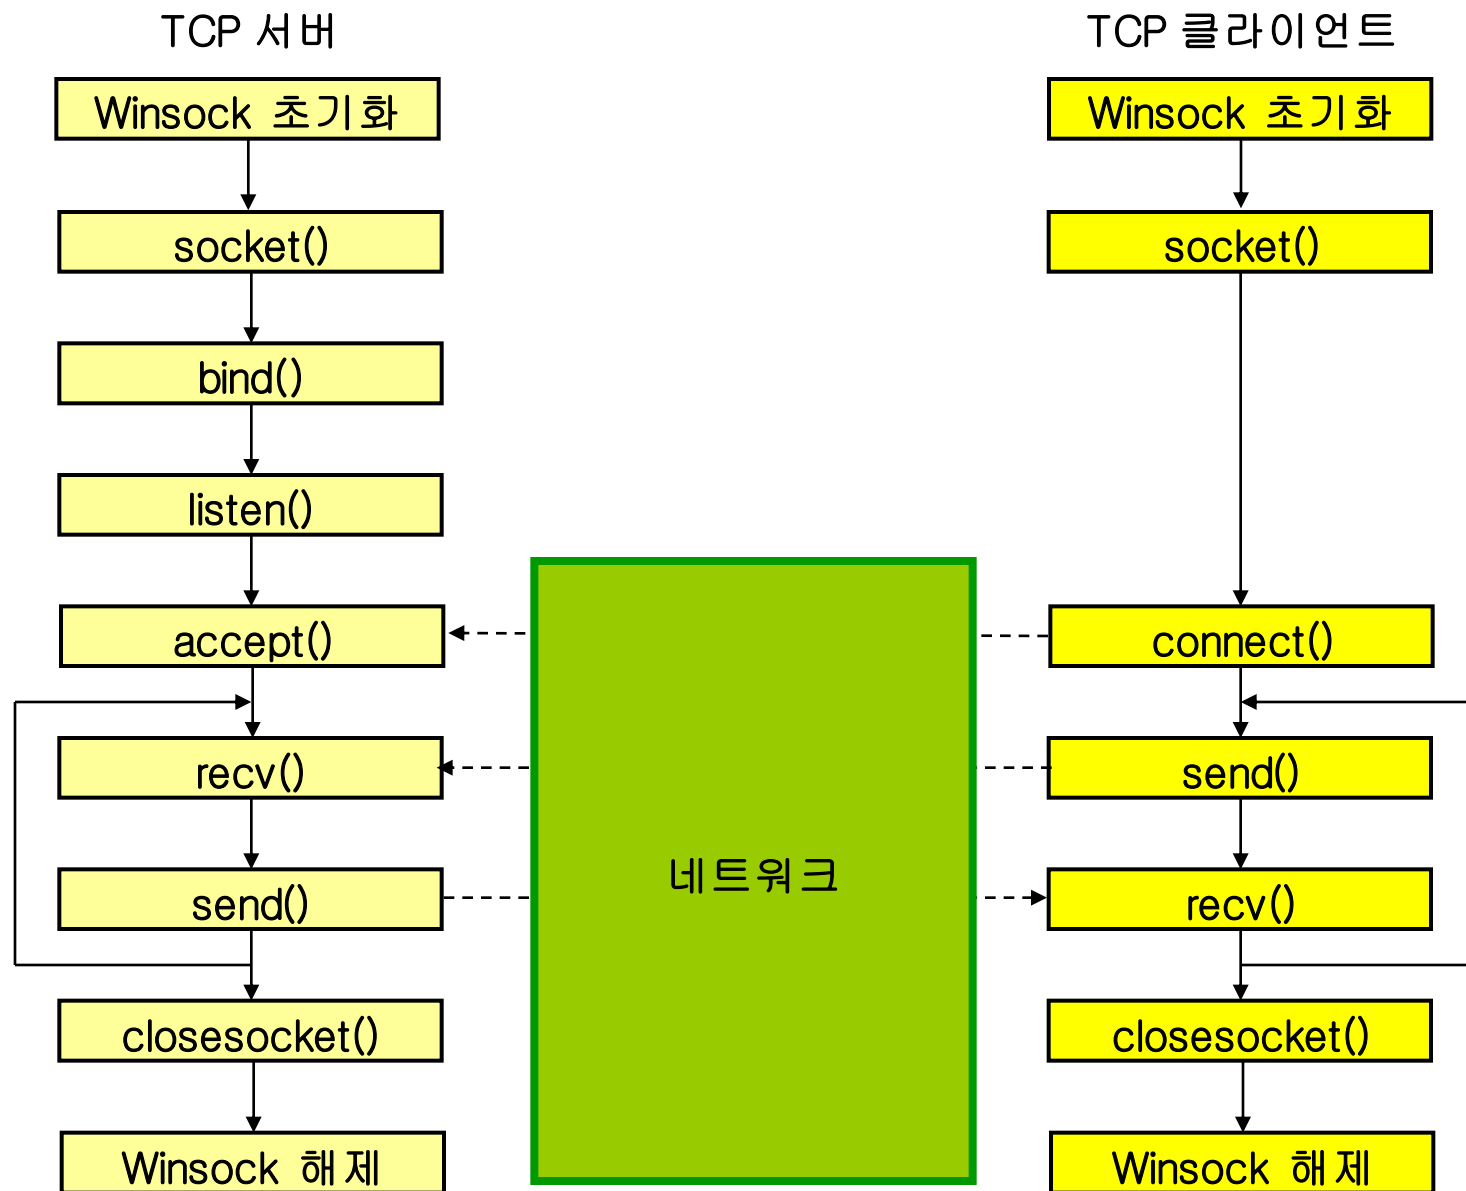 TCP 서버
Winsock 초기화
socket()
bind()
listen()
accept()
recv()
send()
closesocket()
Winsock 해제
네트워크
TCP 클라이언트
Winsock 초기화
socket()
connect()
send()
recv()
closesocket()
Winsock 해제